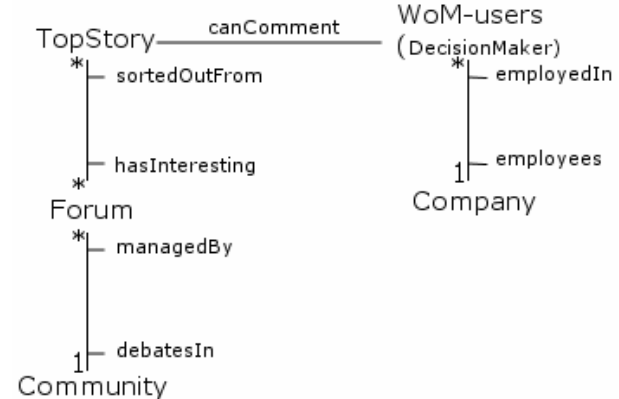 TopStory canComment WoM-users
(DecisionMaker)
* sortedOutFrom * employedIn
* hasInteresting 1 employees
Forum Company
* managedBy
1 debatesIn
Community